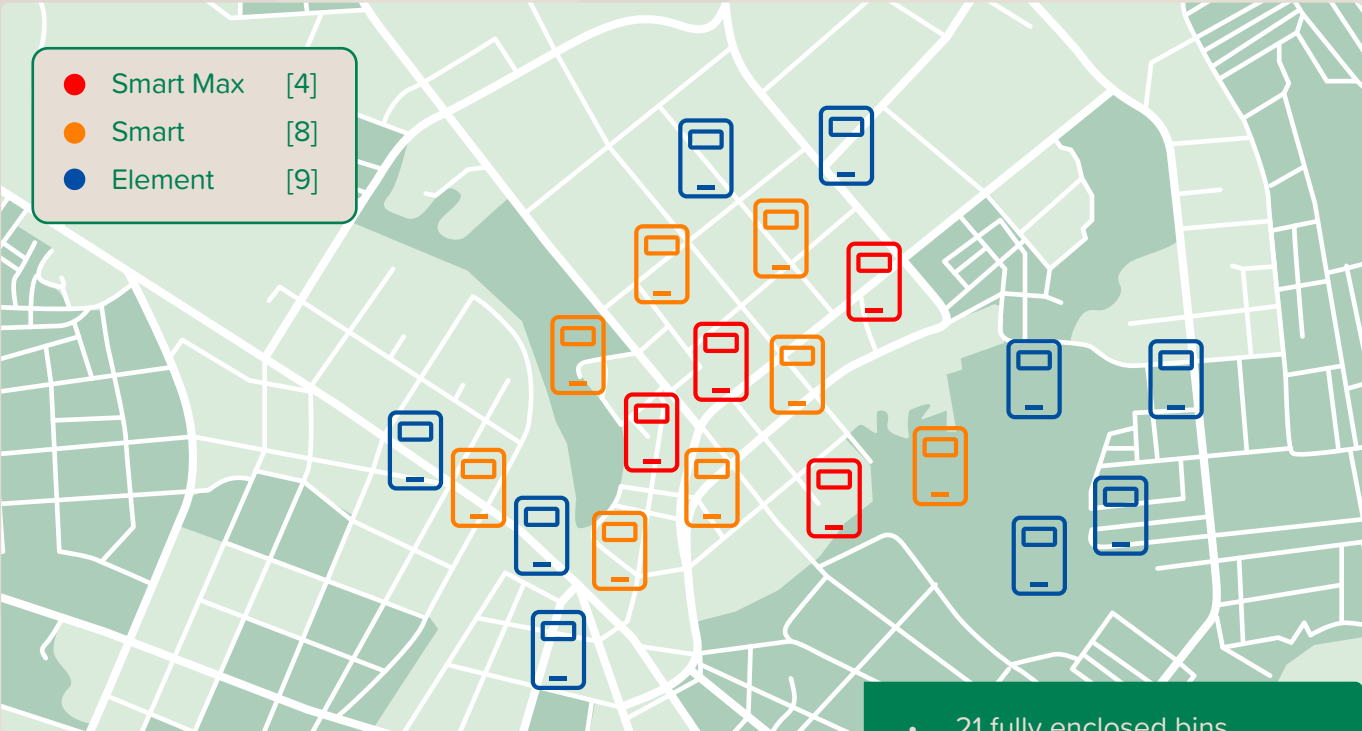 Smart Max [4]
Smart [8]
Element [9]
• 21 fully enclosed bins